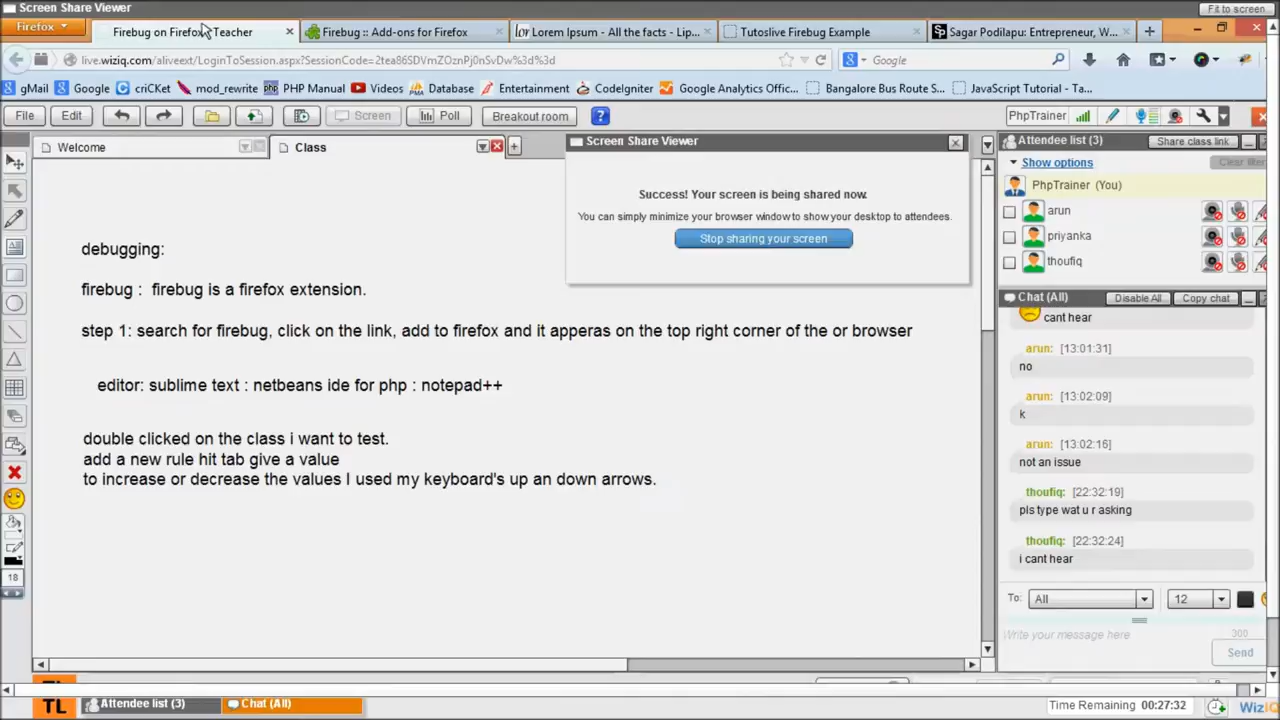 Screen Share Viewer
Fit to screen
Firefox
Firebug on Firefox - Teacher
Firebug :: Add-ons for Firefox
Lorem Ipsum - All the facts - Lip...
Tutoslive Firebug Example
Sagar Podilapu: Entrepreneur, W...
live.wiziq.com/aliveext/LoginToSession.aspx?SessionCode=2tea86SDVmZOznPj0nSvDw%3d%3d
Google
gMail
Google
criCKet
mod_rewrite
PHP Manual
Videos
Database
Entertainment
CodeIgniter
Google Analytics Offic...
Bangalore Bus Route S...
JavaScript Tutorial - Ta...
File
Edit
Screen
Poll
Breakout room
PhpTrainer
Welcome
Class
Screen Share Viewer
Success! Your screen is being shared now.
You can simply minimize your browser window to show your desktop to attendees.
Stop sharing your screen
debugging:
firebug : firebug is a firefox extension.
step 1: search for firebug, click on the link, add to firefox and it apperas on the top right corner of the or browser
editor: sublime text : netbeans ide for php : notepad++
double clicked on the class i want to test.
add a new rule hit tab give a value
to increase or decrease the values I used my keyboard's up an down arrows.
18
Attendee list (3)
Share class link
Show options
Clear filter
PhpTrainer (You)
arun
priyanka
thoufiq
Chat (All)
Disable All
Copy chat
cant hear
arun: [13:01:31]
no
arun: [13:02:09]
k
arun: [13:02:16]
not an issue
thoufiq: [22:32:19]
pls type wat u r asking
thoufiq: [22:32:24]
i cant hear
To: All 12
Write your message here
300
Send
TL
TL
Attendee list (3)
Chat (All)
Time Remaining 00:27:32
WizIQ